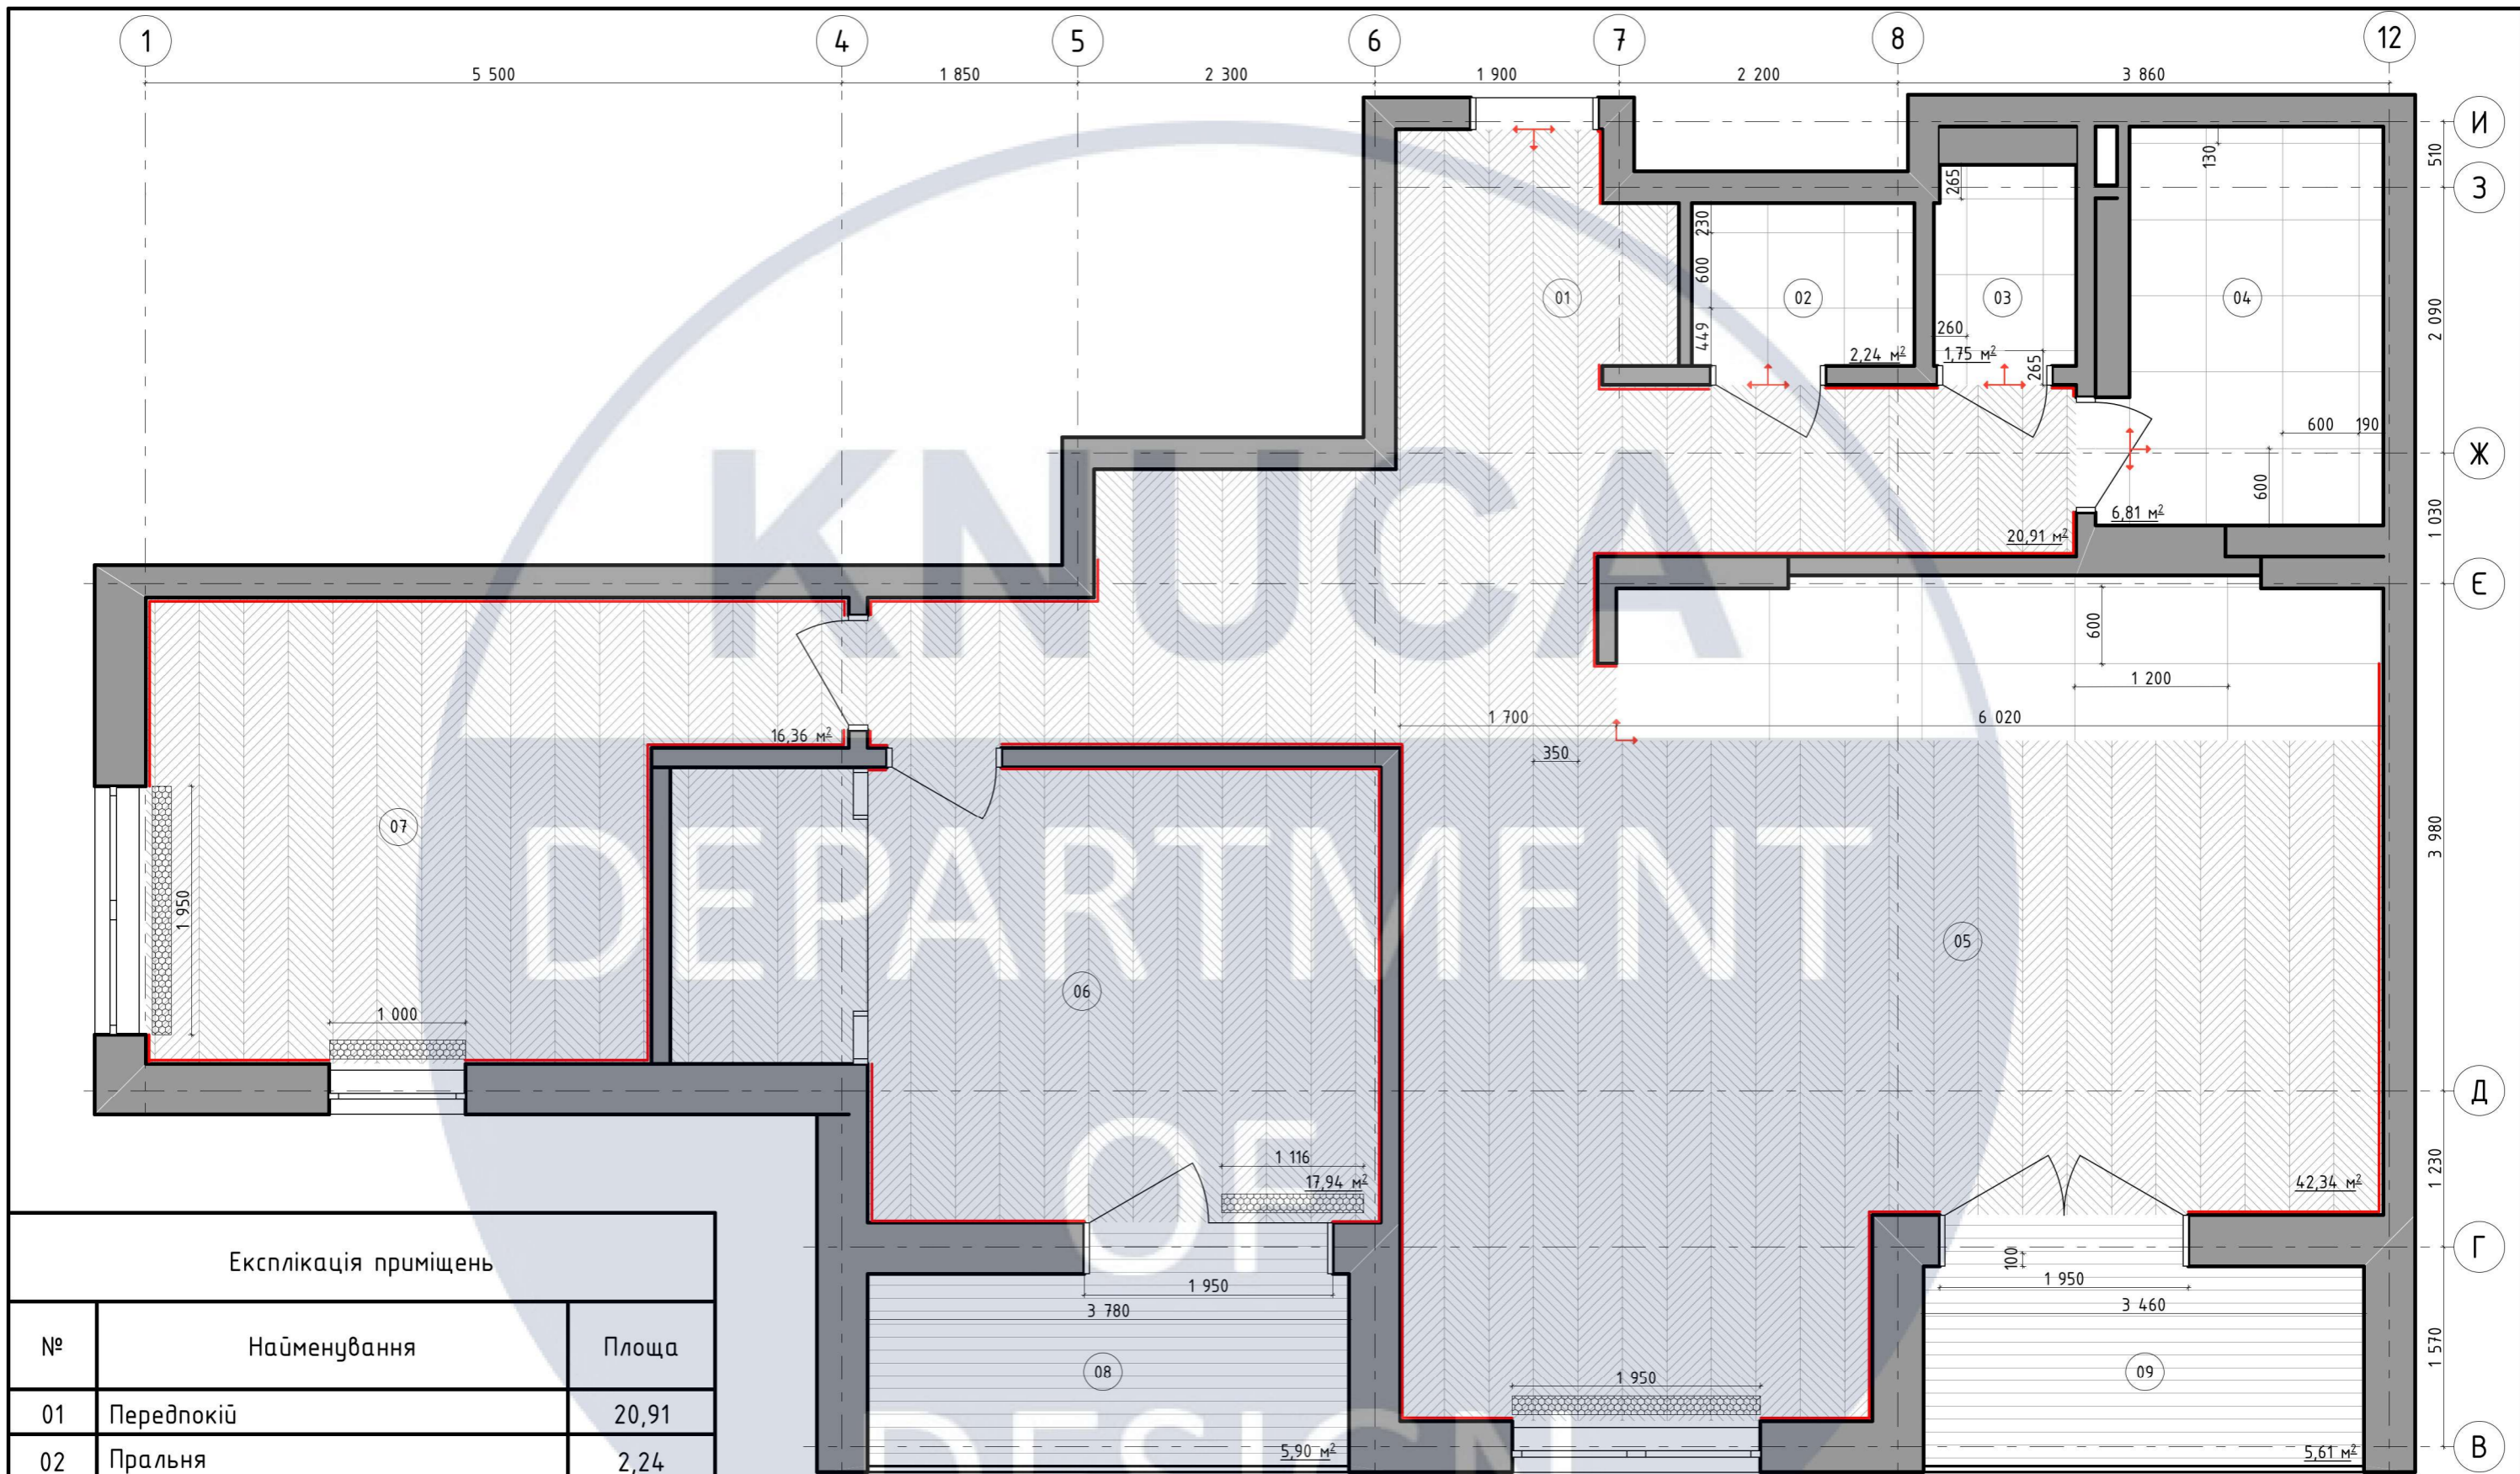 1 4 5 6 7 8 12
5 500 1 850 2 300 1 900 2 200 3 860
И
510
З
130
265
230
600
01 02 03 04
2 090
449
260
2,24 м² 1,75 м²
265
600 190
Ж
600
6,81 м²
1 030
20,91 м²
Є
600
1 200
1 700 6 020
16,36 м²
350
KNUCA
07
3 980
1 950
DEPARTMENT
05
06
1 000
Д
OF
1 116
17,94 м²
1 230
42,34 м²
Г
100
1 950 1 950
3 780 3 460
1 570
08 09
1 950
DESIGN
5,90 м² 5,61 м²
В
Експлікація приміщень
№ Найменування Площа
01 Передпокій 20,91
02 Пральня 2,24